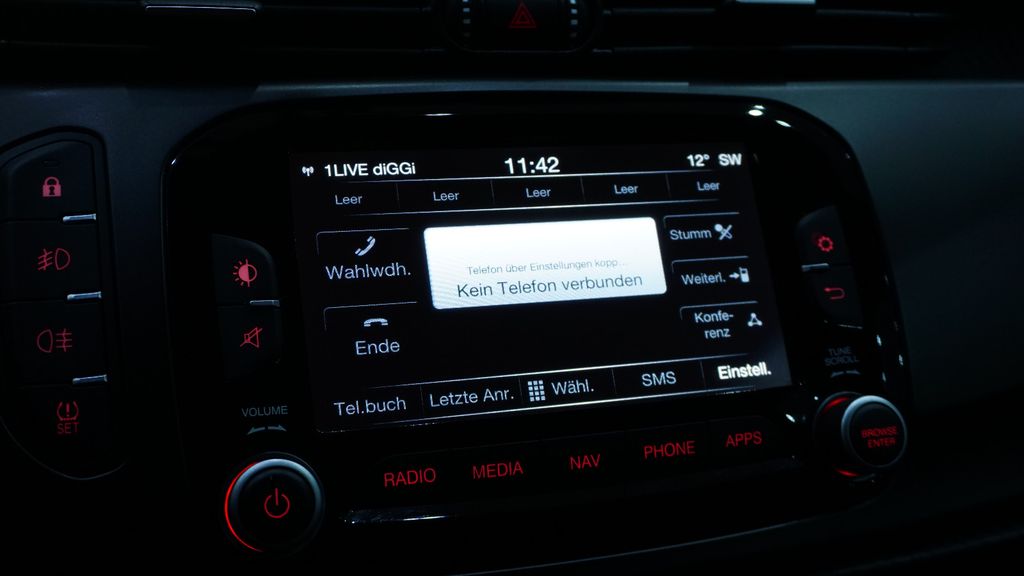 1LIVE diGGi 11:42 12° SW
Leer Leer Leer Leer Leer
Wahlwdh.
Ende
Telefon über Einstellungen kopp...
Kein Telefon verbunden
Stumm
Weiterl.
Konfe-
renz
Tel.buch Letzte Anr. Wähl. SMS Einstell.
SET
VOLUME
TUNE
SCROLL
BROWSE
ENTER
RADIO MEDIA NAV PHONE APPS